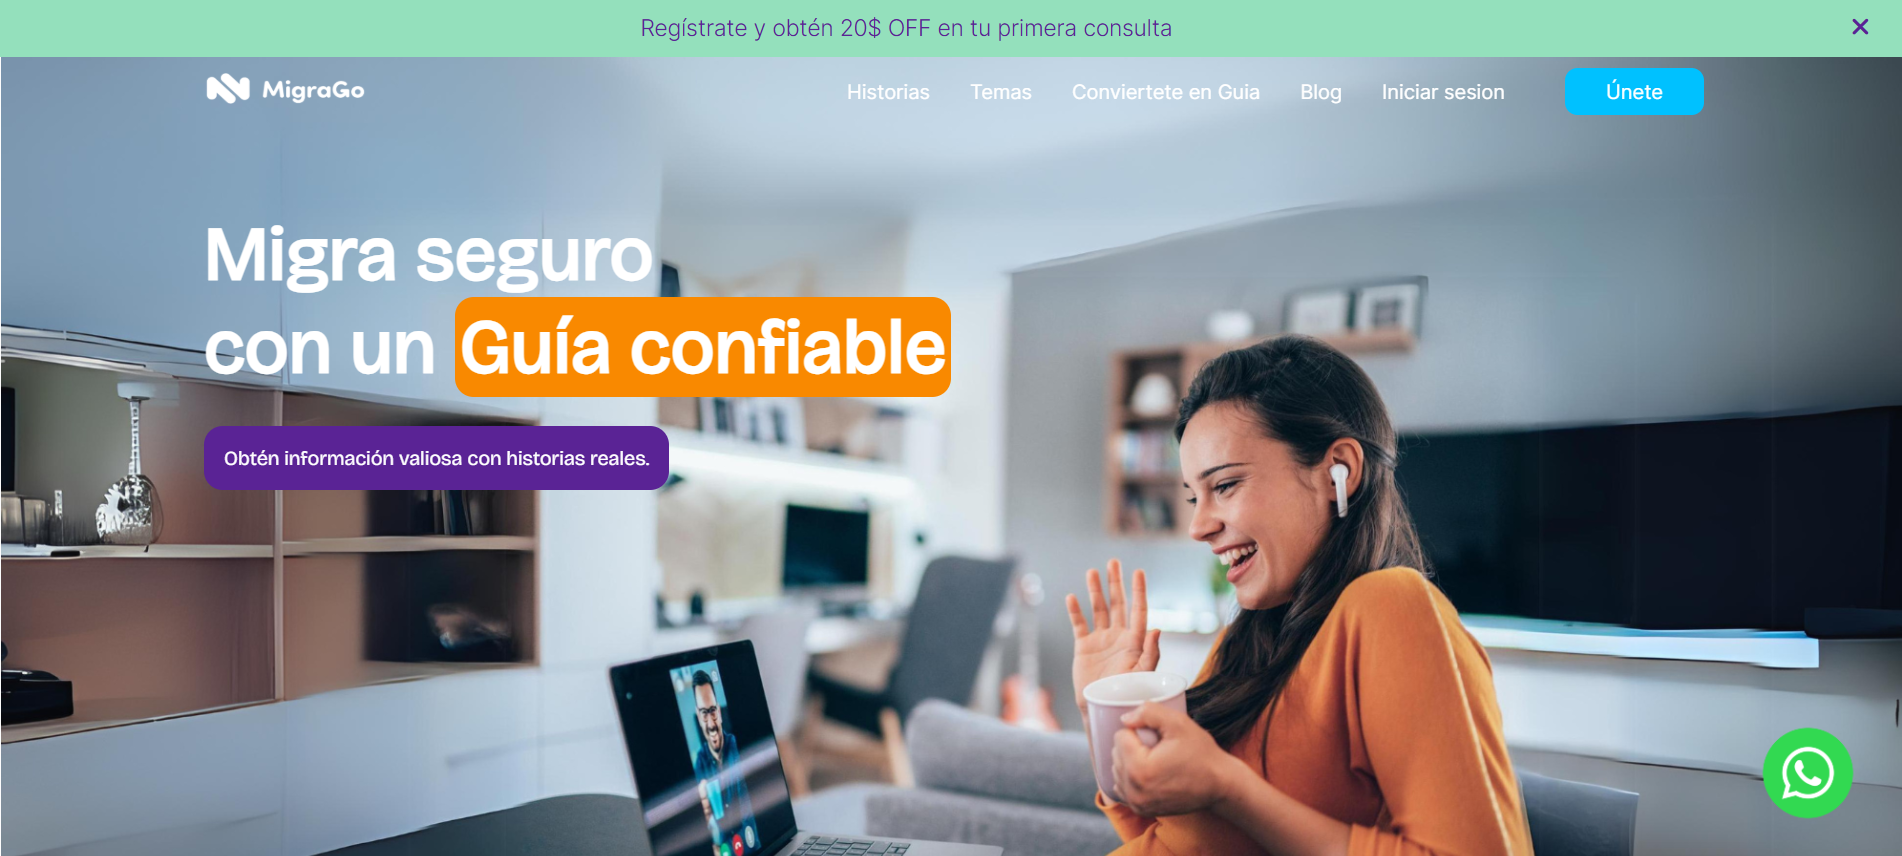 Regístrate y obtén 20$ OFF en tu primera consulta
MigraGo
Historias
Temas
Conviertete en Guia
Blog
Iniciar sesion
Únete
Migra seguro
con un Guía confiable
Obtén información valiosa con historias reales.